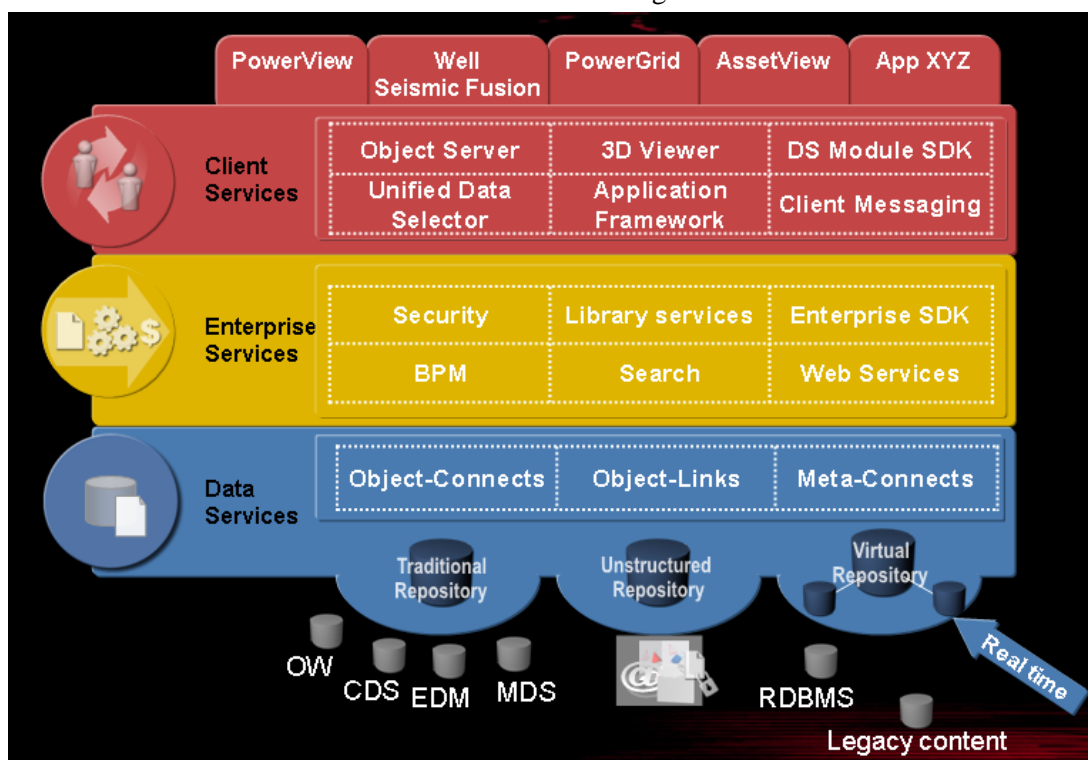 PowerView
Well
Seismic Fusion
PowerGrid
AssetView
App XYZ
Client
Services
Object Server
3D Viewer
DS Module SDK
Unified Data
Selector
Application
Framework
Client Messaging
$
Enterprise
Services
Security
Library services
Enterprise SDK
BPM
Search
Web Services
Data
Services
Object-Connects
Object-Links
Meta-Connects
Traditional
Repository
Unstructured
Repository
Virtual
Repository
OW
CDS
EDM
MDS
@
RDBMS
Real time
Legacy content